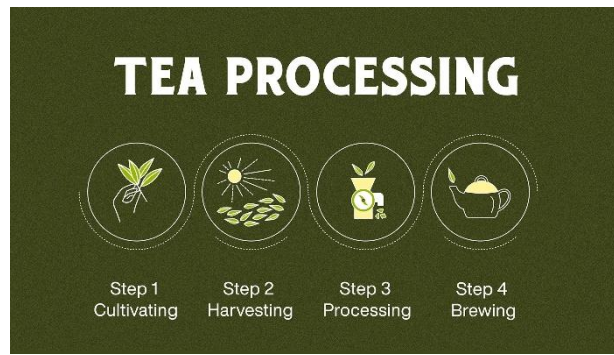 TEA PROCESSING
Step 1
Cultivating
Step 2
Harvesting
Step 3
Processing
Step 4
Brewing